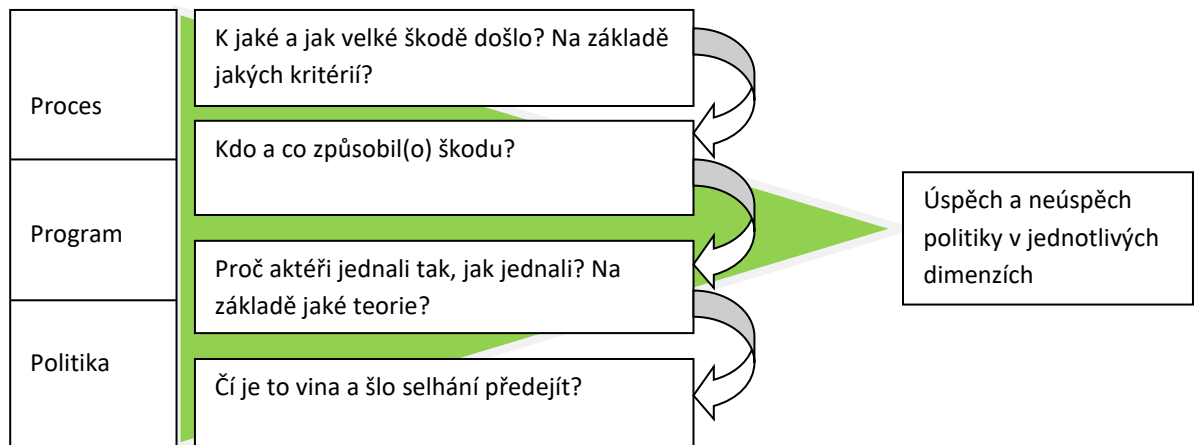 Proces
Program
Politika
K jaké a jak velké škodě došlo? Na základě
jakých kritérií?
Kdo a co způsobil(o) škodu?
Proč aktéři jednali tak, jak jednali? Na
základě jaké teorie?
Čí je to vina a šlo selhání předejít?
Úspěch a neúspěch
politiky v jednotlivých
dimenzích